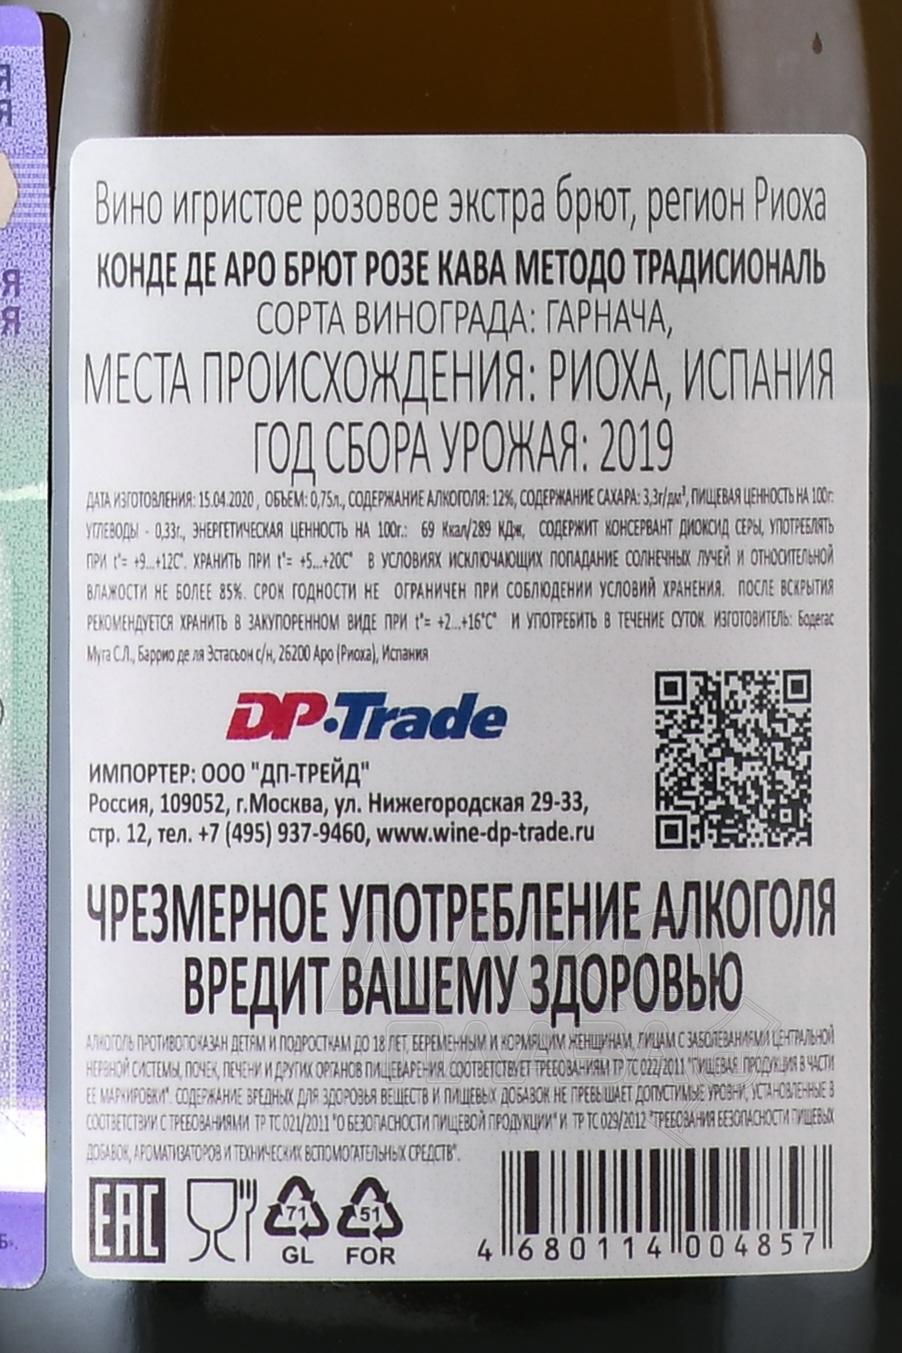 Вино игристое розовое экстра брют, регион Риоха
КОНДЕ ДЕ АРО БРЮТ РОЗЕ КАВА МЕТОДО ТРАДИСИОНАЛЬ
СОРТА ВИНОГРАДА: ГАРНАЧА,
МЕСТА ПРОИСХОЖДЕНИЯ: РИОХА, ИСПАНИЯ
ГОД СБОРА УРОЖАЯ: 2019
ДАТА ИЗГОТОВЛЕНИЯ: 15.04.2020 , ОБЪЕМ: 0,75л., СОДЕРЖАНИЕ АЛКОГОЛЯ: 12%, СОДЕРЖАНИЕ САХАРА: 3,3г/дм³, ПИЩЕВАЯ ЦЕННОСТЬ НА 100г:
УГЛЕВОДЫ - 0,33г., ЭНЕРГЕТИЧЕСКАЯ ЦЕННОСТЬ НА 100г.: 69 Ккал/289 КДж, СОДЕРЖИТ КОНСЕРВАНТ ДИОКСИД СЕРЫ, УПОТРЕБЛЯТЬ
ПРИ t°= +9...+12C°. ХРАНИТЬ ПРИ t°= +5...+20C° В УСЛОВИЯХ ИСКЛЮЧАЮЩИХ ПОПАДАНИЕ СОЛНЕЧНЫХ ЛУЧЕЙ И ОТНОСИТЕЛЬНОЙ
ВЛАЖОСТИ НЕ БОЛЕЕ 85%. СРОК ГОДНОСТИ НЕ ОГРАНИЧЕН ПРИ СОБЛЮДЕНИИ УСЛОВИЙ ХРАНЕНИЯ. ПОСЛЕ ВСКРЫТИЯ
РЕКОМЕНДУЕТСЯ ХРАНИТЬ В ЗАКУПОРЕННОМ ВИДЕ ПРИ t°= +2...+16°C° И УПОТРЕБИТЬ В ТЕЧЕНИЕ СУТОК. ИЗГОТОВИТЕЛЬ: Бодегас
Муга С.Л., Баррио де ля Эстасьон с/н, 26200 Аро (Риоха), Испания
DP·Trade
ИМПОРТЕР: ООО "ДП-ТРЕЙД"
Россия, 109052, г.Москва, ул. Нижегородская 29-33,
стр. 12, тел. +7 (495) 937-9460, www.wine-dp-trade.ru
ЧРЕЗМЕРНОЕ УПОТРЕБЛЕНИЕ АЛКОГОЛЯ
ВРЕДИТ ВАШЕМУ ЗДОРОВЬЮ
АЛКОГОЛЬ ПРОТИВОПОКАЗАН ДЕТЯМ И ПОДРОСТКАМ ДО 18 ЛЕТ, БЕРЕМЕННЫМ И КОРМЯЩИМ ЖЕНЩИНАМ, ЛИЦАМ С ЗАБОЛЕВАНИЯМИ ЦЕНТРАЛЬНОЙ
НЕРВНОЙ СИСТЕМЫ, ПОЧЕК, ПЕЧЕНИ И ДРУГИХ ОРГАНОВ ПИЩЕВАРЕНИЯ. СООТВЕТСТВУЕТ ТРЕБОВАНИЯМ ТР ТС 022/2011 "ПИЩЕВАЯ ПРОДУКЦИЯ В ЧАСТИ
ЕЕ МАРКИРОВКИ". СОДЕРЖАНИЕ ВРЕДНЫХ ДЛЯ ЗДОРОВЬЯ ВЕЩЕСТВ И ПИЩЕВЫХ ДОБАВОК НЕ ПРЕВЫШАЕТ ДОПУСТИМЫЕ УРОВНИ, УСТАНОВЛЕННЫЕ В
СООТВЕТСТВИИ С ТРЕБОВАНИЯМИ ТР ТС 021/2011 "О БЕЗОПАСНОСТИ ПИЩЕВОЙ ПРОДУКЦИИ" И ТР ТС 029/2012 "ТРЕБОВАНИЯ БЕЗОПАСНОСТИ ПИЩЕВЫХ
ДОБАВОК, АРОМАТИЗАТОРОВ И ТЕХНИЧЕСКИХ ВСПОМОГАТЕЛЬНЫХ СРЕДСТВ".
EAC
71
GL
51
FOR
4 680114 004857